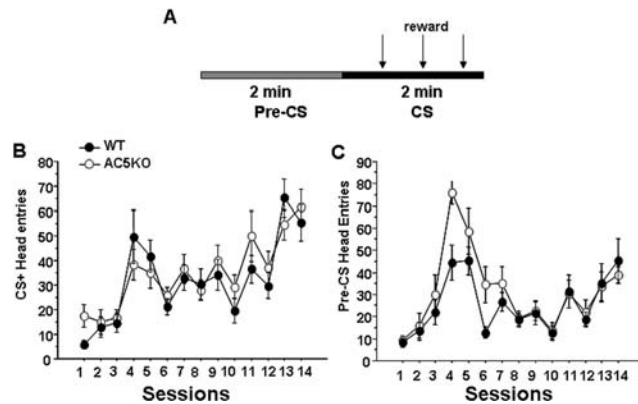 A
reward
2 min
2 min
Pre-CS
CS
B
WT
AC5KO
CS+ Head entries
80
70
60
50
40
30
20
10
0
1 2 3 4 5 6 7 8 9 10 11 12 13 14
Sessions
C
Pre-CS Head Entries
90
80
70
60
50
40
30
20
10
0
1 2 3 4 5 6 7 8 9 10 11 12 13 14
Sessions